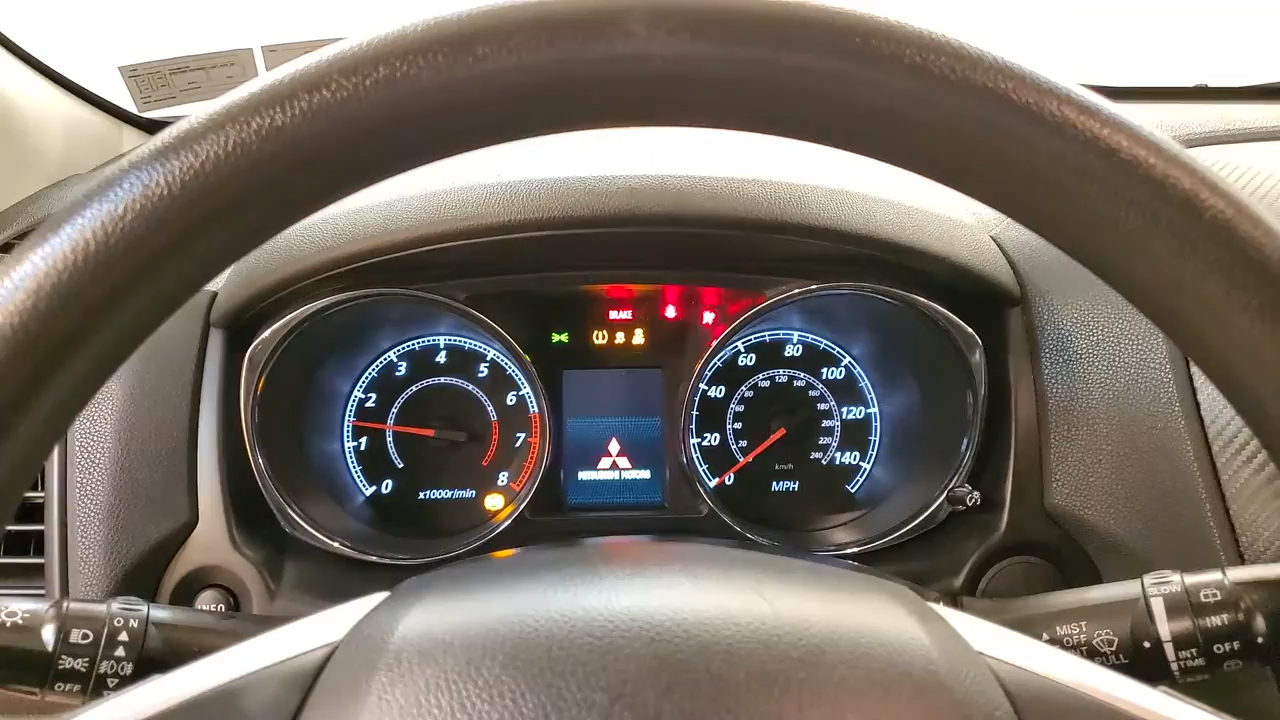 BRAKE
0
1
2
3
4
5
6
7
8
x1000r/min
MITSUBISHI MOTORS
0
20
40
60
80
100
120
140
20
40
60
80
100
120
140
160
180
200
220
240
km/h
MPH
INFO
ON
OFF
MIST
OFF
INT
PULL
SLOW
INT
TIME
INT
OFF